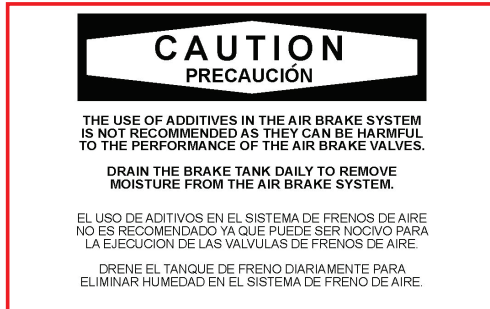 CAUTION
PRECAUCIÓN
THE USE OF ADDITIVES IN THE AIR BRAKE SYSTEM
IS NOT RECOMMENDED AS THEY CAN BE HARMFUL
TO THE PERFORMANCE OF THE AIR BRAKE VALVES.
DRAIN THE BRAKE TANK DAILY TO REMOVE
MOISTURE FROM THE AIR BRAKE SYSTEM.
EL USO DE ADITIVOS EN EL SISTEMA DE FRENOS DE AIRE
NO ES RECOMENDADO YA QUE PUEDE SER NOCIVO PARA
LA EJECUCION DE LAS VALVULAS DE FRENOS DE AIRE.
DRENE EL TANQUE DE FRENO DIARIAMENTE PARA
ELIMINAR HUMEDAD EN EL SISTEMA DE FRENO DE AIRE.